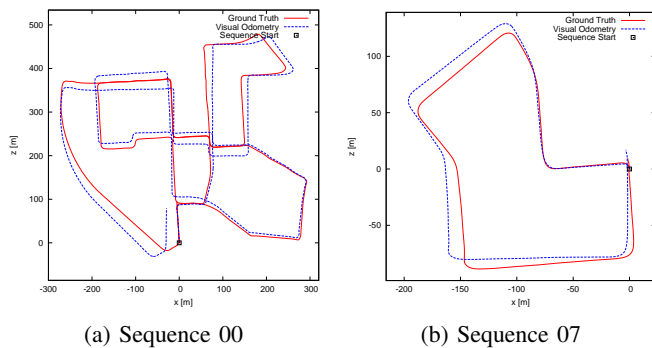 Ground Truth
Visual Odometry
Sequence Start
500
400
300
200
100
0
z [m]
-300 -200 -100 0 100 200 300
x [m]
(a) Sequence 00
Ground Truth
Visual Odometry
Sequence Start
100
50
0
-50
z [m]
-200 -150 -100 -50 0
x [m]
(b) Sequence 07